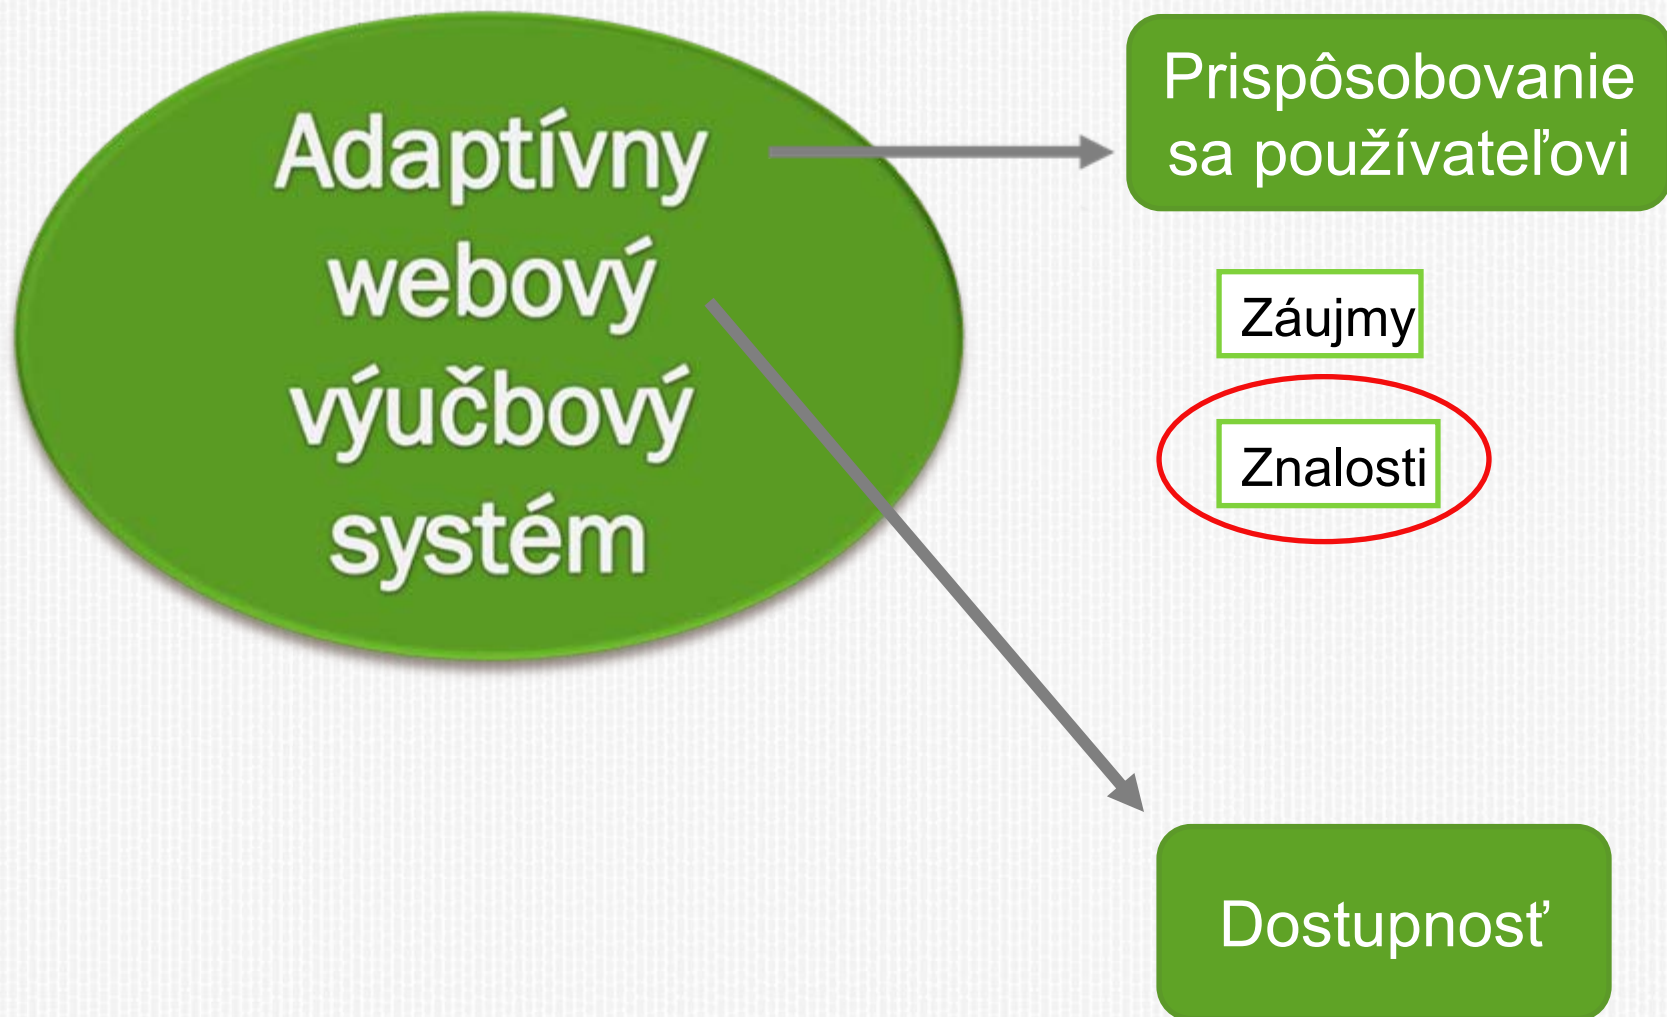 Adaptívny
webový
výučbový
systém
Prispôsobovanie
sa používateľovi
Záujmy
Znalosti
Dostupnosť